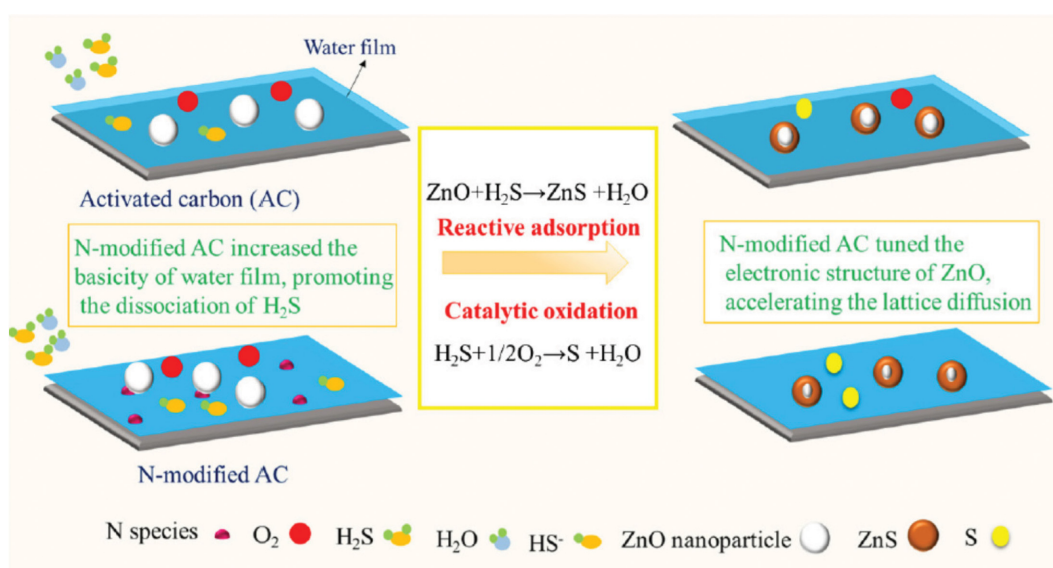 Water film
Activated carbon (AC)
N-modified AC increased the
basicity of water film, promoting
the dissociation of H₂S
ZnO+H₂S→ZnS +H₂O
Reactive adsorption
Catalytic oxidation
H₂S+1/2O₂→S +H₂O
N-modified AC tuned the
electronic structure of ZnO,
accelerating the lattice diffusion
N-modified AC
N species O₂ H₂S H₂O HS⁻ ZnO nanoparticle ZnS S